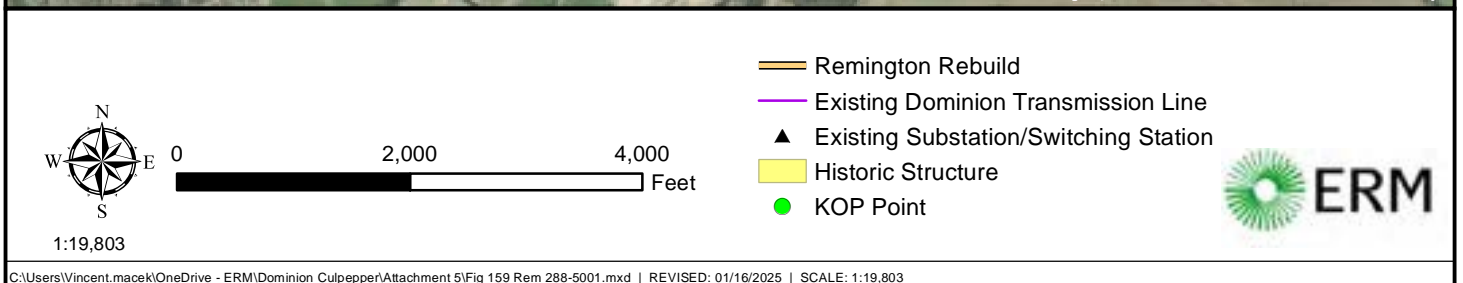 N
W E
S
1:19,803
0 2,000 4,000
Feet
Remington Rebuild
Existing Dominion Transmission Line
Existing Substation/Switching Station
Historic Structure
KOP Point
ERM
C:\Users\Vincent.macek\OneDrive - ERM\Dominion Culpepper\Attachment 5\Fig 159 Rem 288-5001.mxd | REVISED: 01/16/2025 | SCALE: 1:19,803